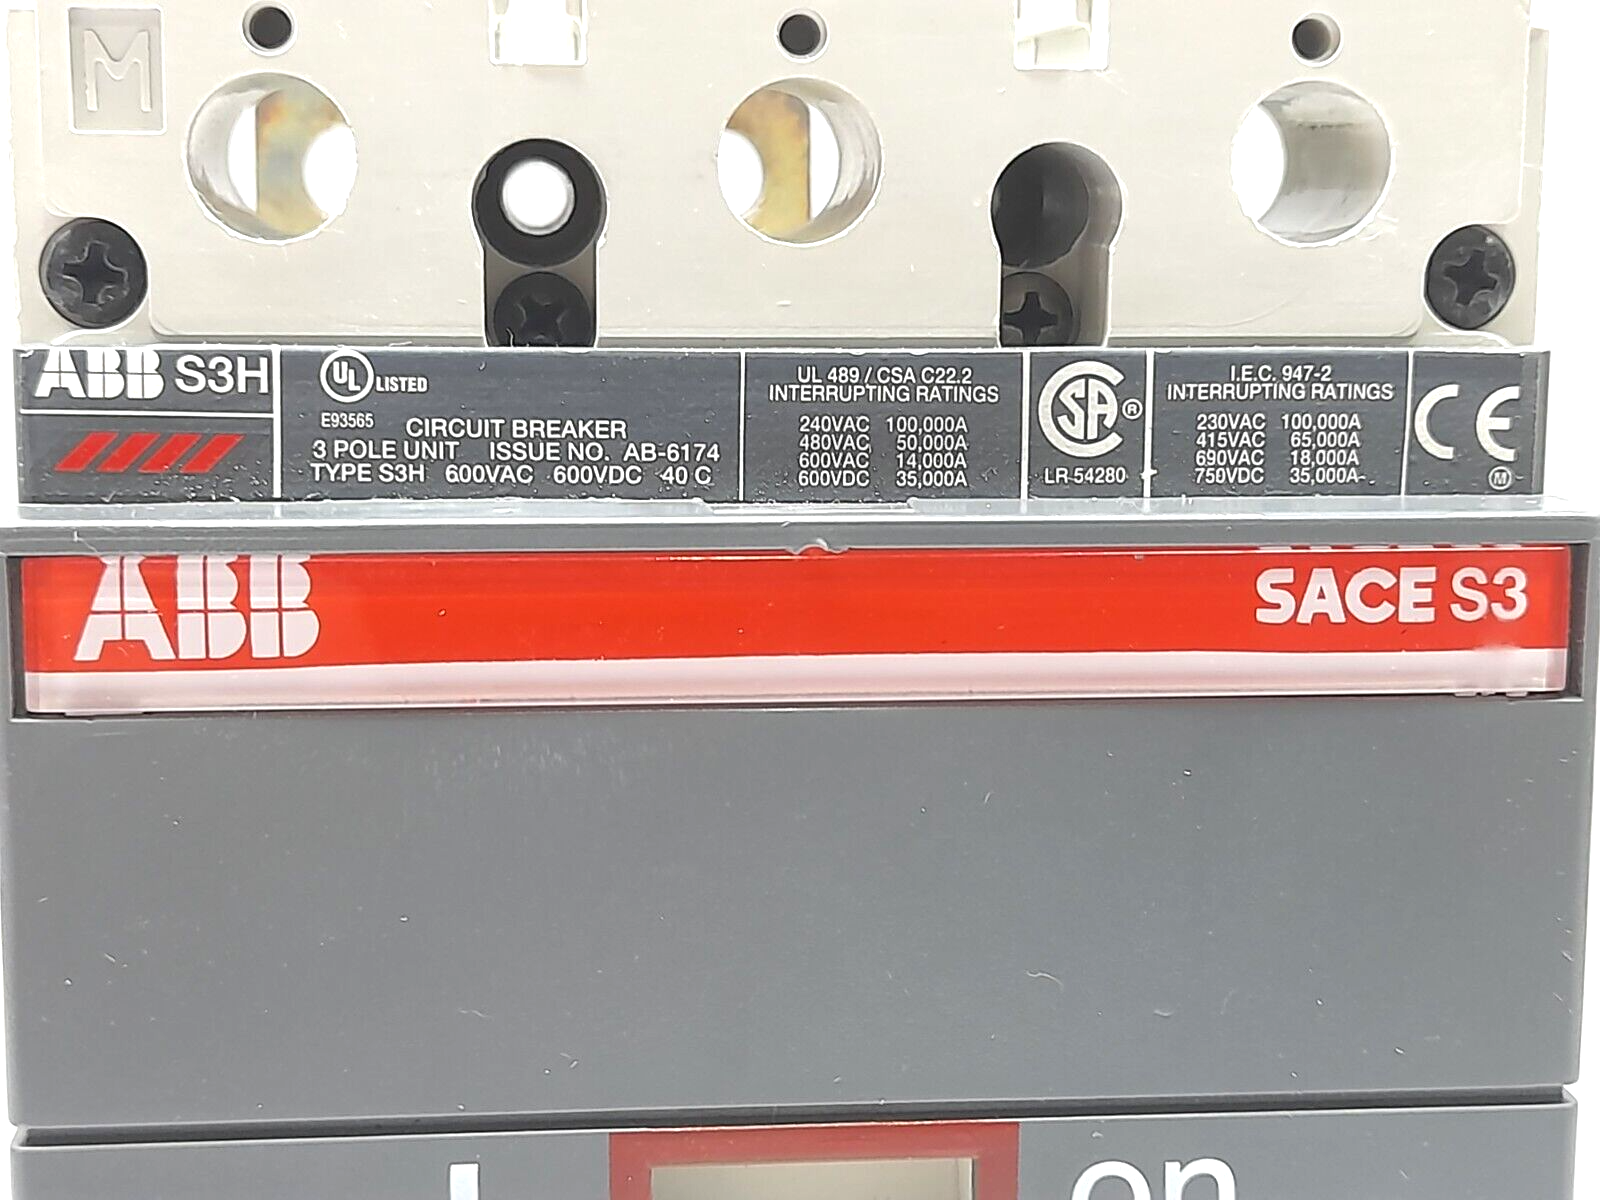 M
ABB S3H
UL LISTED
E93565
CIRCUIT BREAKER
3 POLE UNIT ISSUE NO. AB-6174
TYPE S3H 600VAC 600VDC 40 C
UL 489 / CSA C22.2
INTERRUPTING RATINGS
240VAC 100,000A
480VAC 50,000A
600VAC 14,000A
600VDC 35,000A
SA ®
LR 54280
I.E.C. 947-2
INTERRUPTING RATINGS
230VAC 100,000A
415VAC 65,000A
690VAC 18,000A
750VDC 35,000A
CE
M
ABB
SACE S3
I on